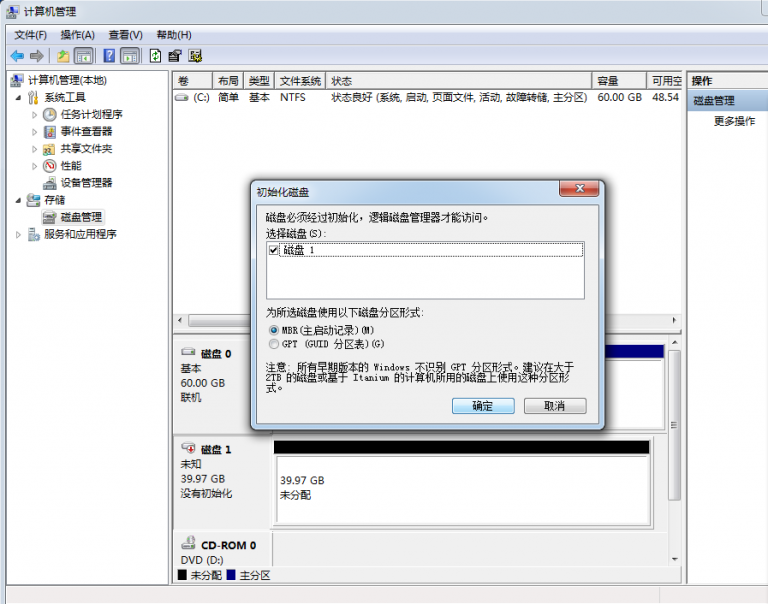 计算机管理
文件(F) 操作(A) 查看(V) 帮助(H)
计算机管理(本地)
系统工具
任务计划程序
事件查看器
共享文件夹
性能
设备管理器
存储
磁盘管理
服务和应用程序
卷 布局 类型 文件系统 状态 容量 可用空
(C:) 简单 基本 NTFS 状态良好 (系统, 启动, 页面文件, 活动, 故障转储, 主分区) 60.00 GB 48.54
操作
磁盘管理
更多操作
初始化磁盘
磁盘必须经过初始化，逻辑磁盘管理器才能访问。
选择磁盘(S):
磁盘 1
为所选磁盘使用以下磁盘分区形式:
MBR(主启动记录)(M)
GPT (GUID 分区表)(G)
注意: 所有早期版本的 Windows 不识别 GPT 分区形式。建议在大于
2TB 的磁盘或基于 Itanium 的计算机所用的磁盘上使用这种分区形
式。
确定 取消
磁盘 0
基本
60.00 GB
联机
磁盘 1
未知
39.97 GB
没有初始化
39.97 GB
未分配
CD-ROM 0
DVD (D:)
未分配 主分区